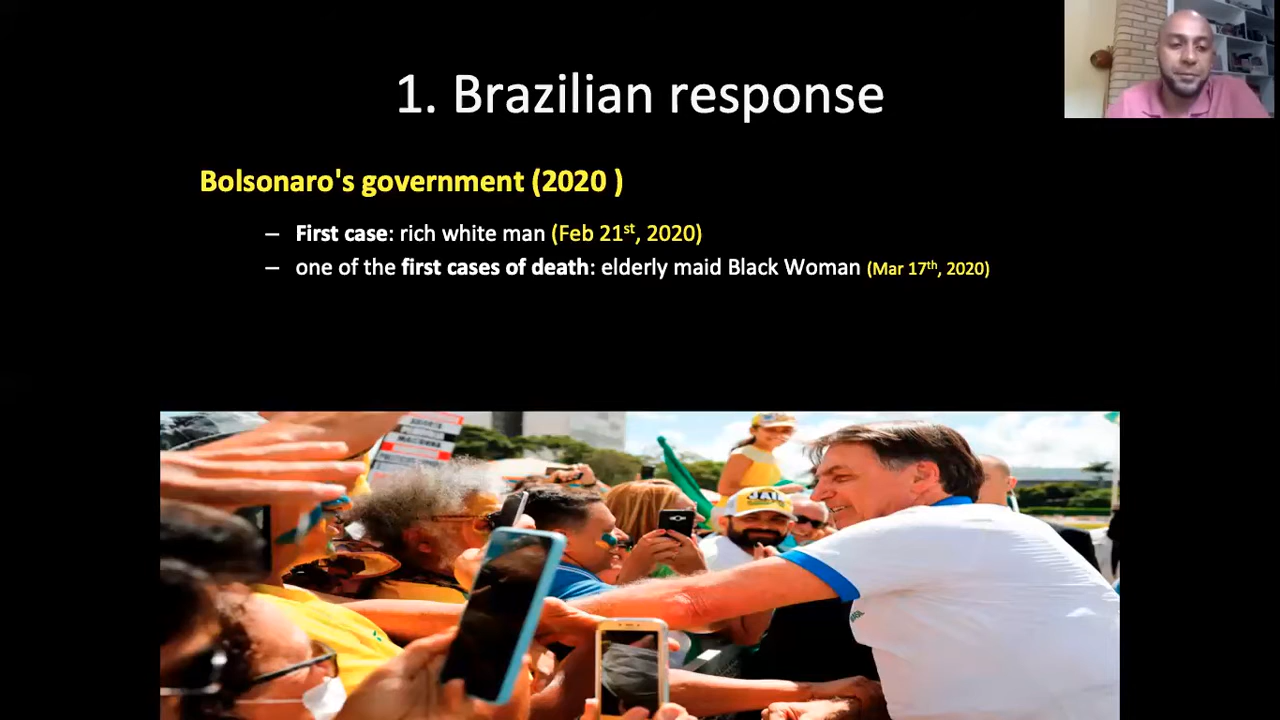 1. Brazilian response
Bolsonaro's government (2020 )
– First case: rich white man (Feb 21st, 2020)
– one of the first cases of death: elderly maid Black Woman (Mar 17th, 2020)